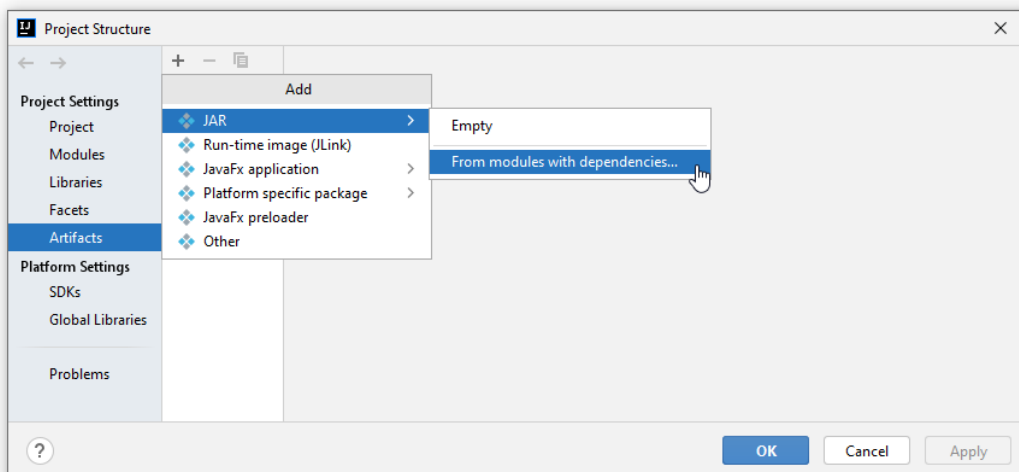 Project Structure
Project Settings
Project
Modules
Libraries
Facets
Artifacts
Platform Settings
SDKs
Global Libraries
Problems
Add
JAR
Run-time image (JLink)
JavaFx application
Platform specific package
JavaFx preloader
Other
Empty
From modules with dependencies...
?
OK
Cancel
Apply